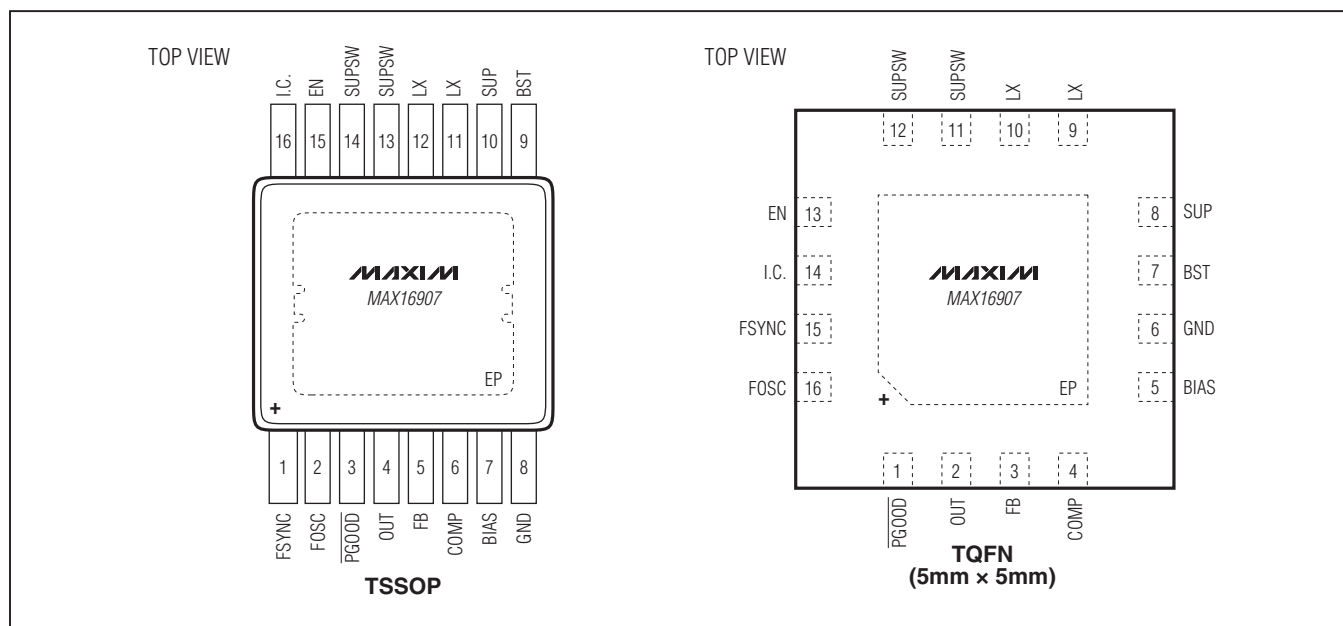 TOP VIEW
I.C. EN SUPSW SUPSW LX LX SUP BST
16 15 14 13 12 11 10 9
MAXIM
MAX16907
EP
+
1 2 3 4 5 6 7 8
FSYNC FOSC PGOOD OUT FB COMP BIAS GND
TSSOP
TOP VIEW
SUPSW SUPSW LX LX
12 11 10 9
EN 13 8 SUP
I.C. 14 MAXIM 7 BST
MAX16907
FSYNC 15 6 GND
FOSC 16 EP 5 BIAS
+
1 2 3 4
PGOOD OUT FB COMP
TQFN
(5mm × 5mm)